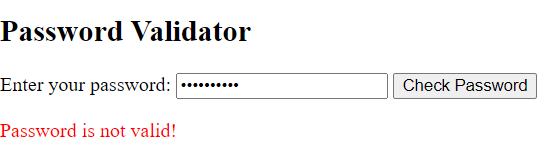 Password Validator
Enter your password: •••••••••• Check Password
Password is not valid!